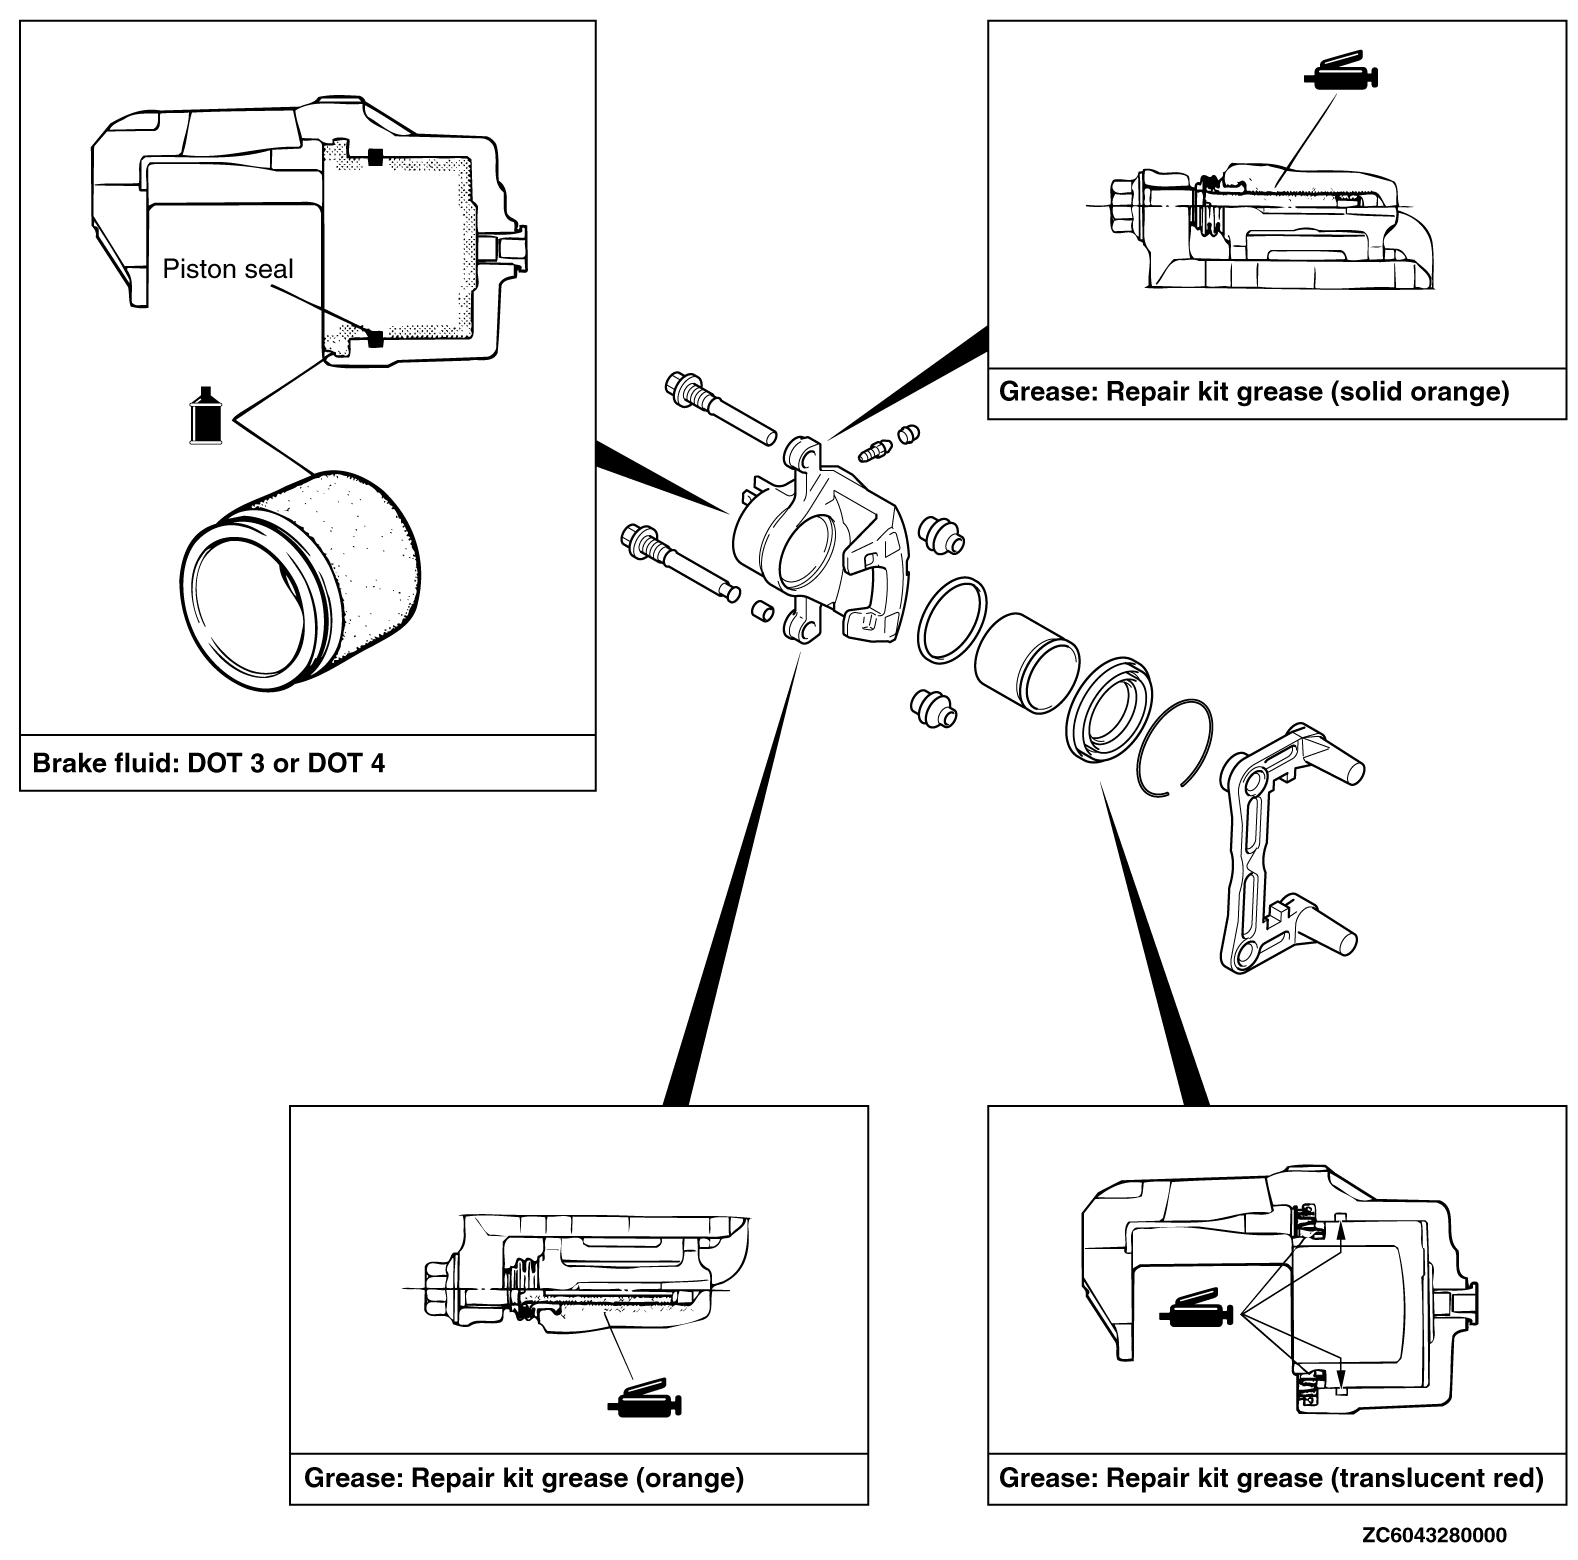 Piston seal
Brake fluid: DOT 3 or DOT 4
Grease: Repair kit grease (solid orange)
Grease: Repair kit grease (orange)
Grease: Repair kit grease (translucent red)
ZC6043280000